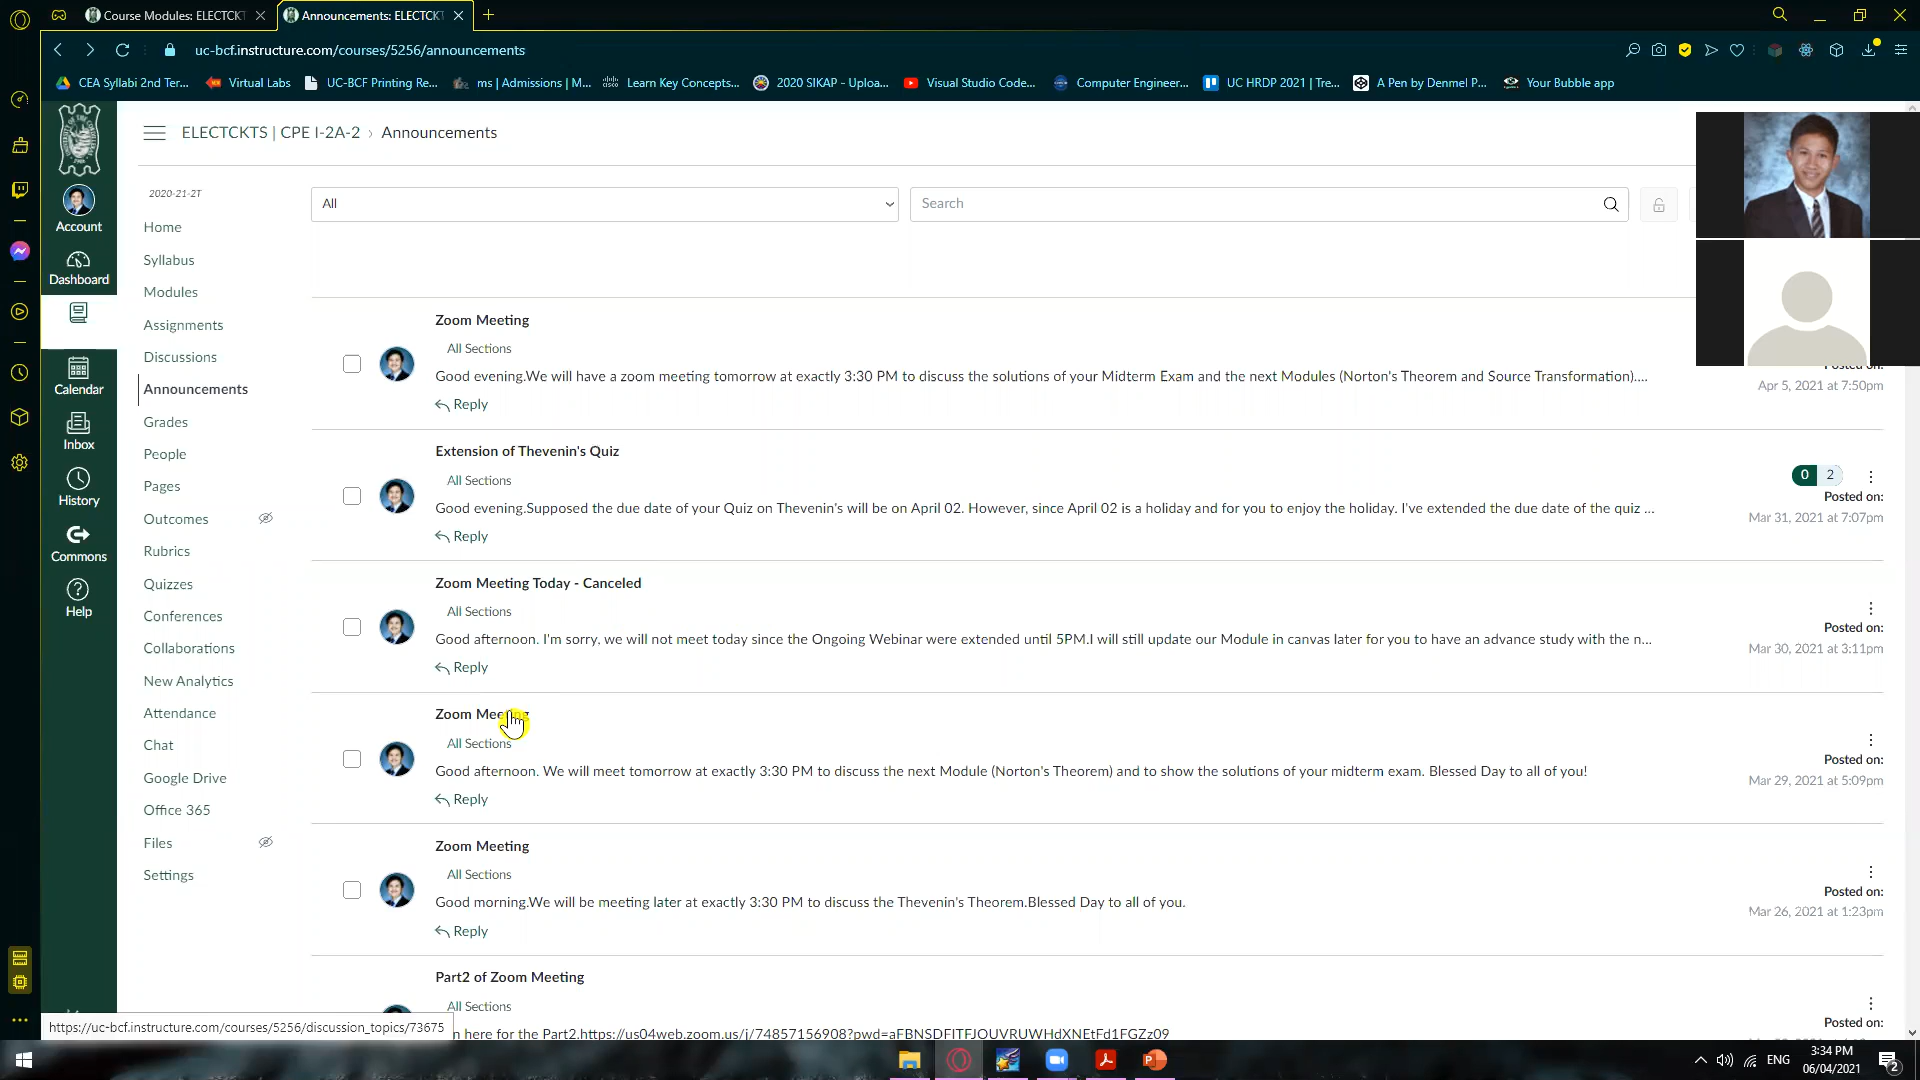 Course Modules: ELECTCKT
Announcements: ELECTCKT
uc-bcf.instructure.com/courses/5256/announcements
CEA Syllabi 2nd Ter...
Virtual Labs
UC-BCF Printing Re...
ms | Admissions | M...
Learn Key Concepts...
2020 SIKAP - Uploa...
Visual Studio Code...
Computer Engineer...
UC HRDP 2021 | Tre...
A Pen by Denmel P...
Your Bubble app
ELECTCKTS | CPE I-2A-2 › Announcements
Account
Dashboard
Calendar
Inbox
History
Commons
Help
2020-21-2T
Home
Syllabus
Modules
Assignments
Discussions
Announcements
Grades
People
Pages
Outcomes
Rubrics
Quizzes
Conferences
Collaborations
New Analytics
Attendance
Chat
Google Drive
Office 365
Files
Settings
All
Search
Zoom Meeting
All Sections
Good evening.We will have a zoom meeting tomorrow at exactly 3:30 PM to discuss the solutions of your Midterm Exam and the next Modules (Norton's Theorem and Source Transformation)....
Reply
Posted on:
Apr 5, 2021 at 7:50pm
Extension of Thevenin's Quiz
All Sections
Good evening.Supposed the due date of your Quiz on Thevenin's will be on April 02. However, since April 02 is a holiday and for you to enjoy the holiday. I've extended the due date of the quiz ...
Reply
0 2
Posted on:
Mar 31, 2021 at 7:07pm
Zoom Meeting Today - Canceled
All Sections
Good afternoon. I'm sorry, we will not meet today since the Ongoing Webinar were extended until 5PM.I will still update our Module in canvas later for you to have an advance study with the n...
Reply
Posted on:
Mar 30, 2021 at 3:11pm
Zoom Meeting
All Sections
Good afternoon. We will meet tomorrow at exactly 3:30 PM to discuss the next Module (Norton's Theorem) and to show the solutions of your midterm exam. Blessed Day to all of you!
Reply
Posted on:
Mar 29, 2021 at 5:09pm
Zoom Meeting
All Sections
Good morning.We will be meeting later at exactly 3:30 PM to discuss the Thevenin's Theorem.Blessed Day to all of you.
Reply
Posted on:
Mar 26, 2021 at 1:23pm
Part2 of Zoom Meeting
All Sections
n here for the Part2.https://us04web.zoom.us/j/74857156908?pwd=aFBNSDFITFJOUVRUWHdXNEtFd1FGZz09
Posted on:
https://uc-bcf.instructure.com/courses/5256/discussion_topics/73675
ENG
3:34 PM
06/04/2021
2